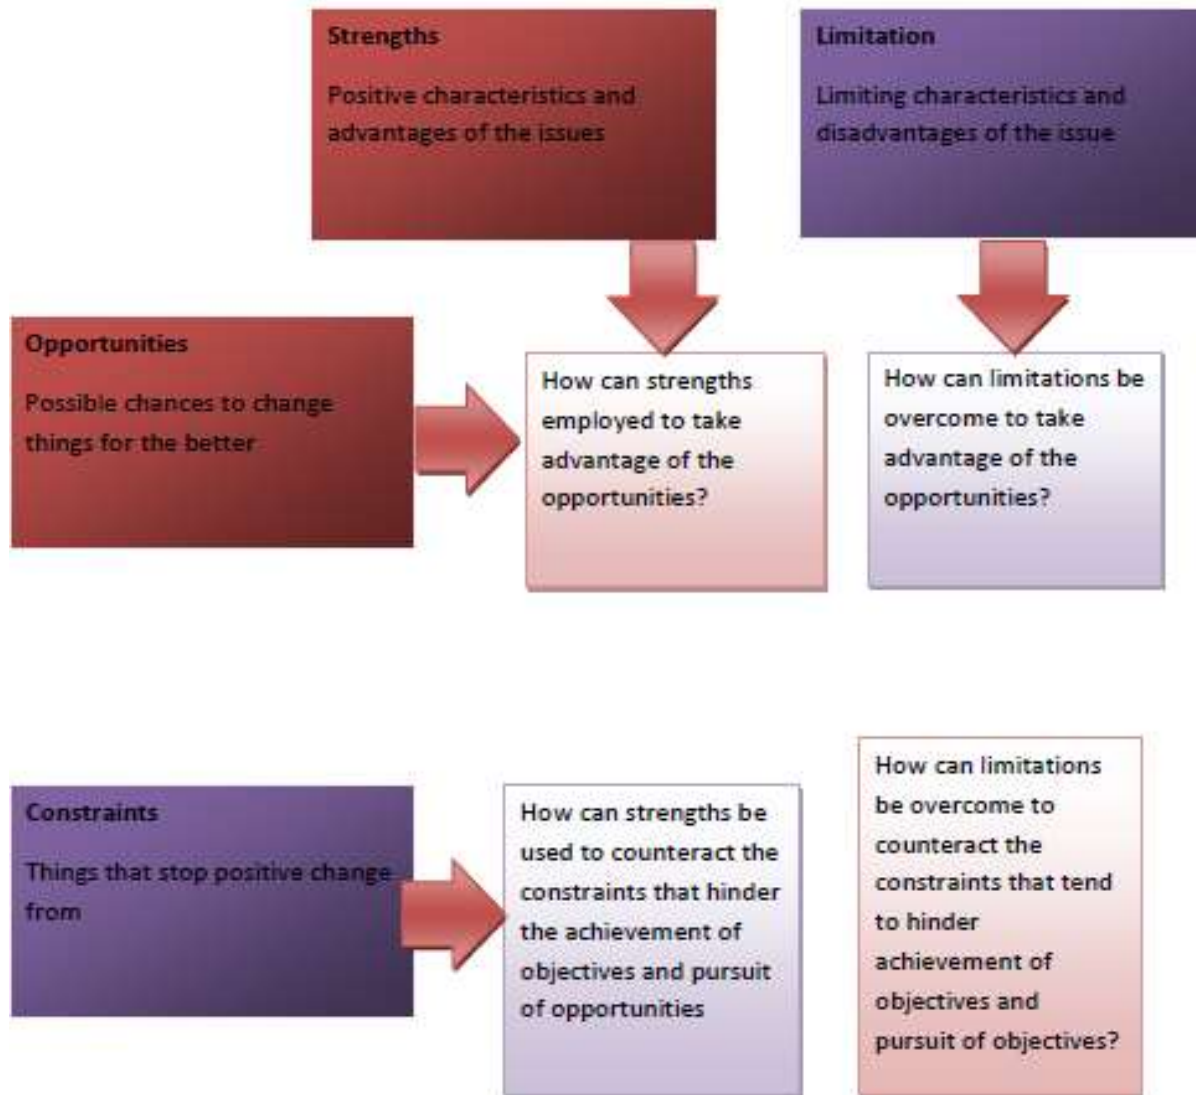 Strengths
Positive characteristics and
advantages of the issues
Limitation
Limiting characteristics and
disadvantages of the issue
Opportunities
Possible chances to change
things for the better
How can strengths
employed to take
advantage of the
opportunities?
How can limitations be
overcome to take
advantage of the
opportunities?
Constraints
Things that stop positive change
from
How can strengths be
used to counteract the
constraints that hinder
the achievement of
objectives and pursuit
of opportunities
How can limitations
be overcome to
counteract the
constraints that tend
to hinder
achievement of
objectives and
pursuit of objectives?